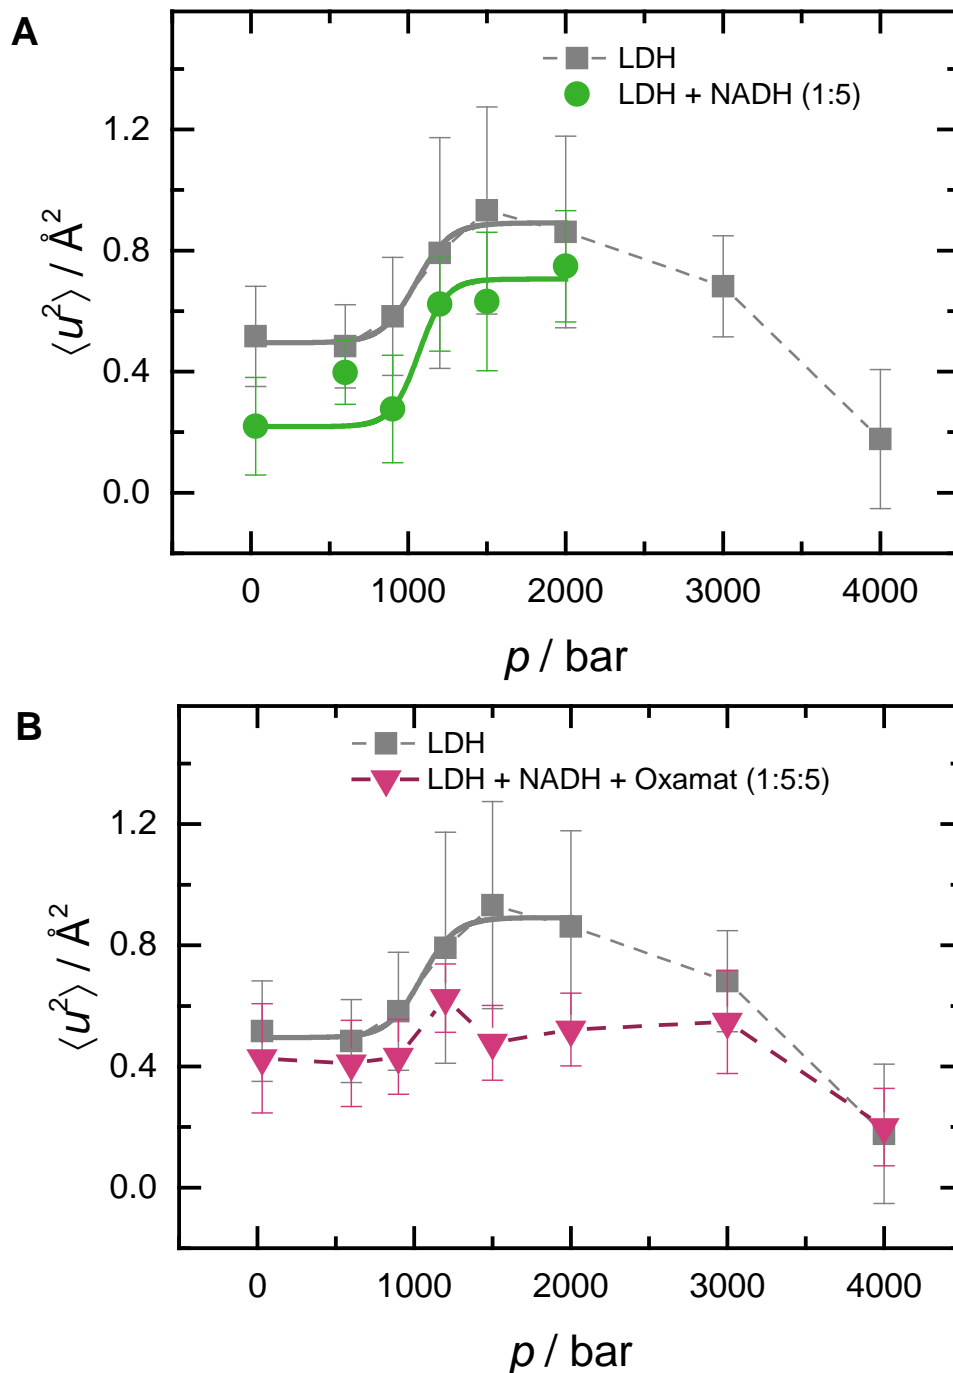 A
LDH
LDH + NADH (1:5)
1.2
0.8
0.4
0.0
⟨u²⟩ / Å²
0 1000 2000 3000 4000
p / bar
B
LDH
LDH + NADH + Oxamat (1:5:5)
1.2
0.8
0.4
0.0
⟨u²⟩ / Å²
0 1000 2000 3000 4000
p / bar